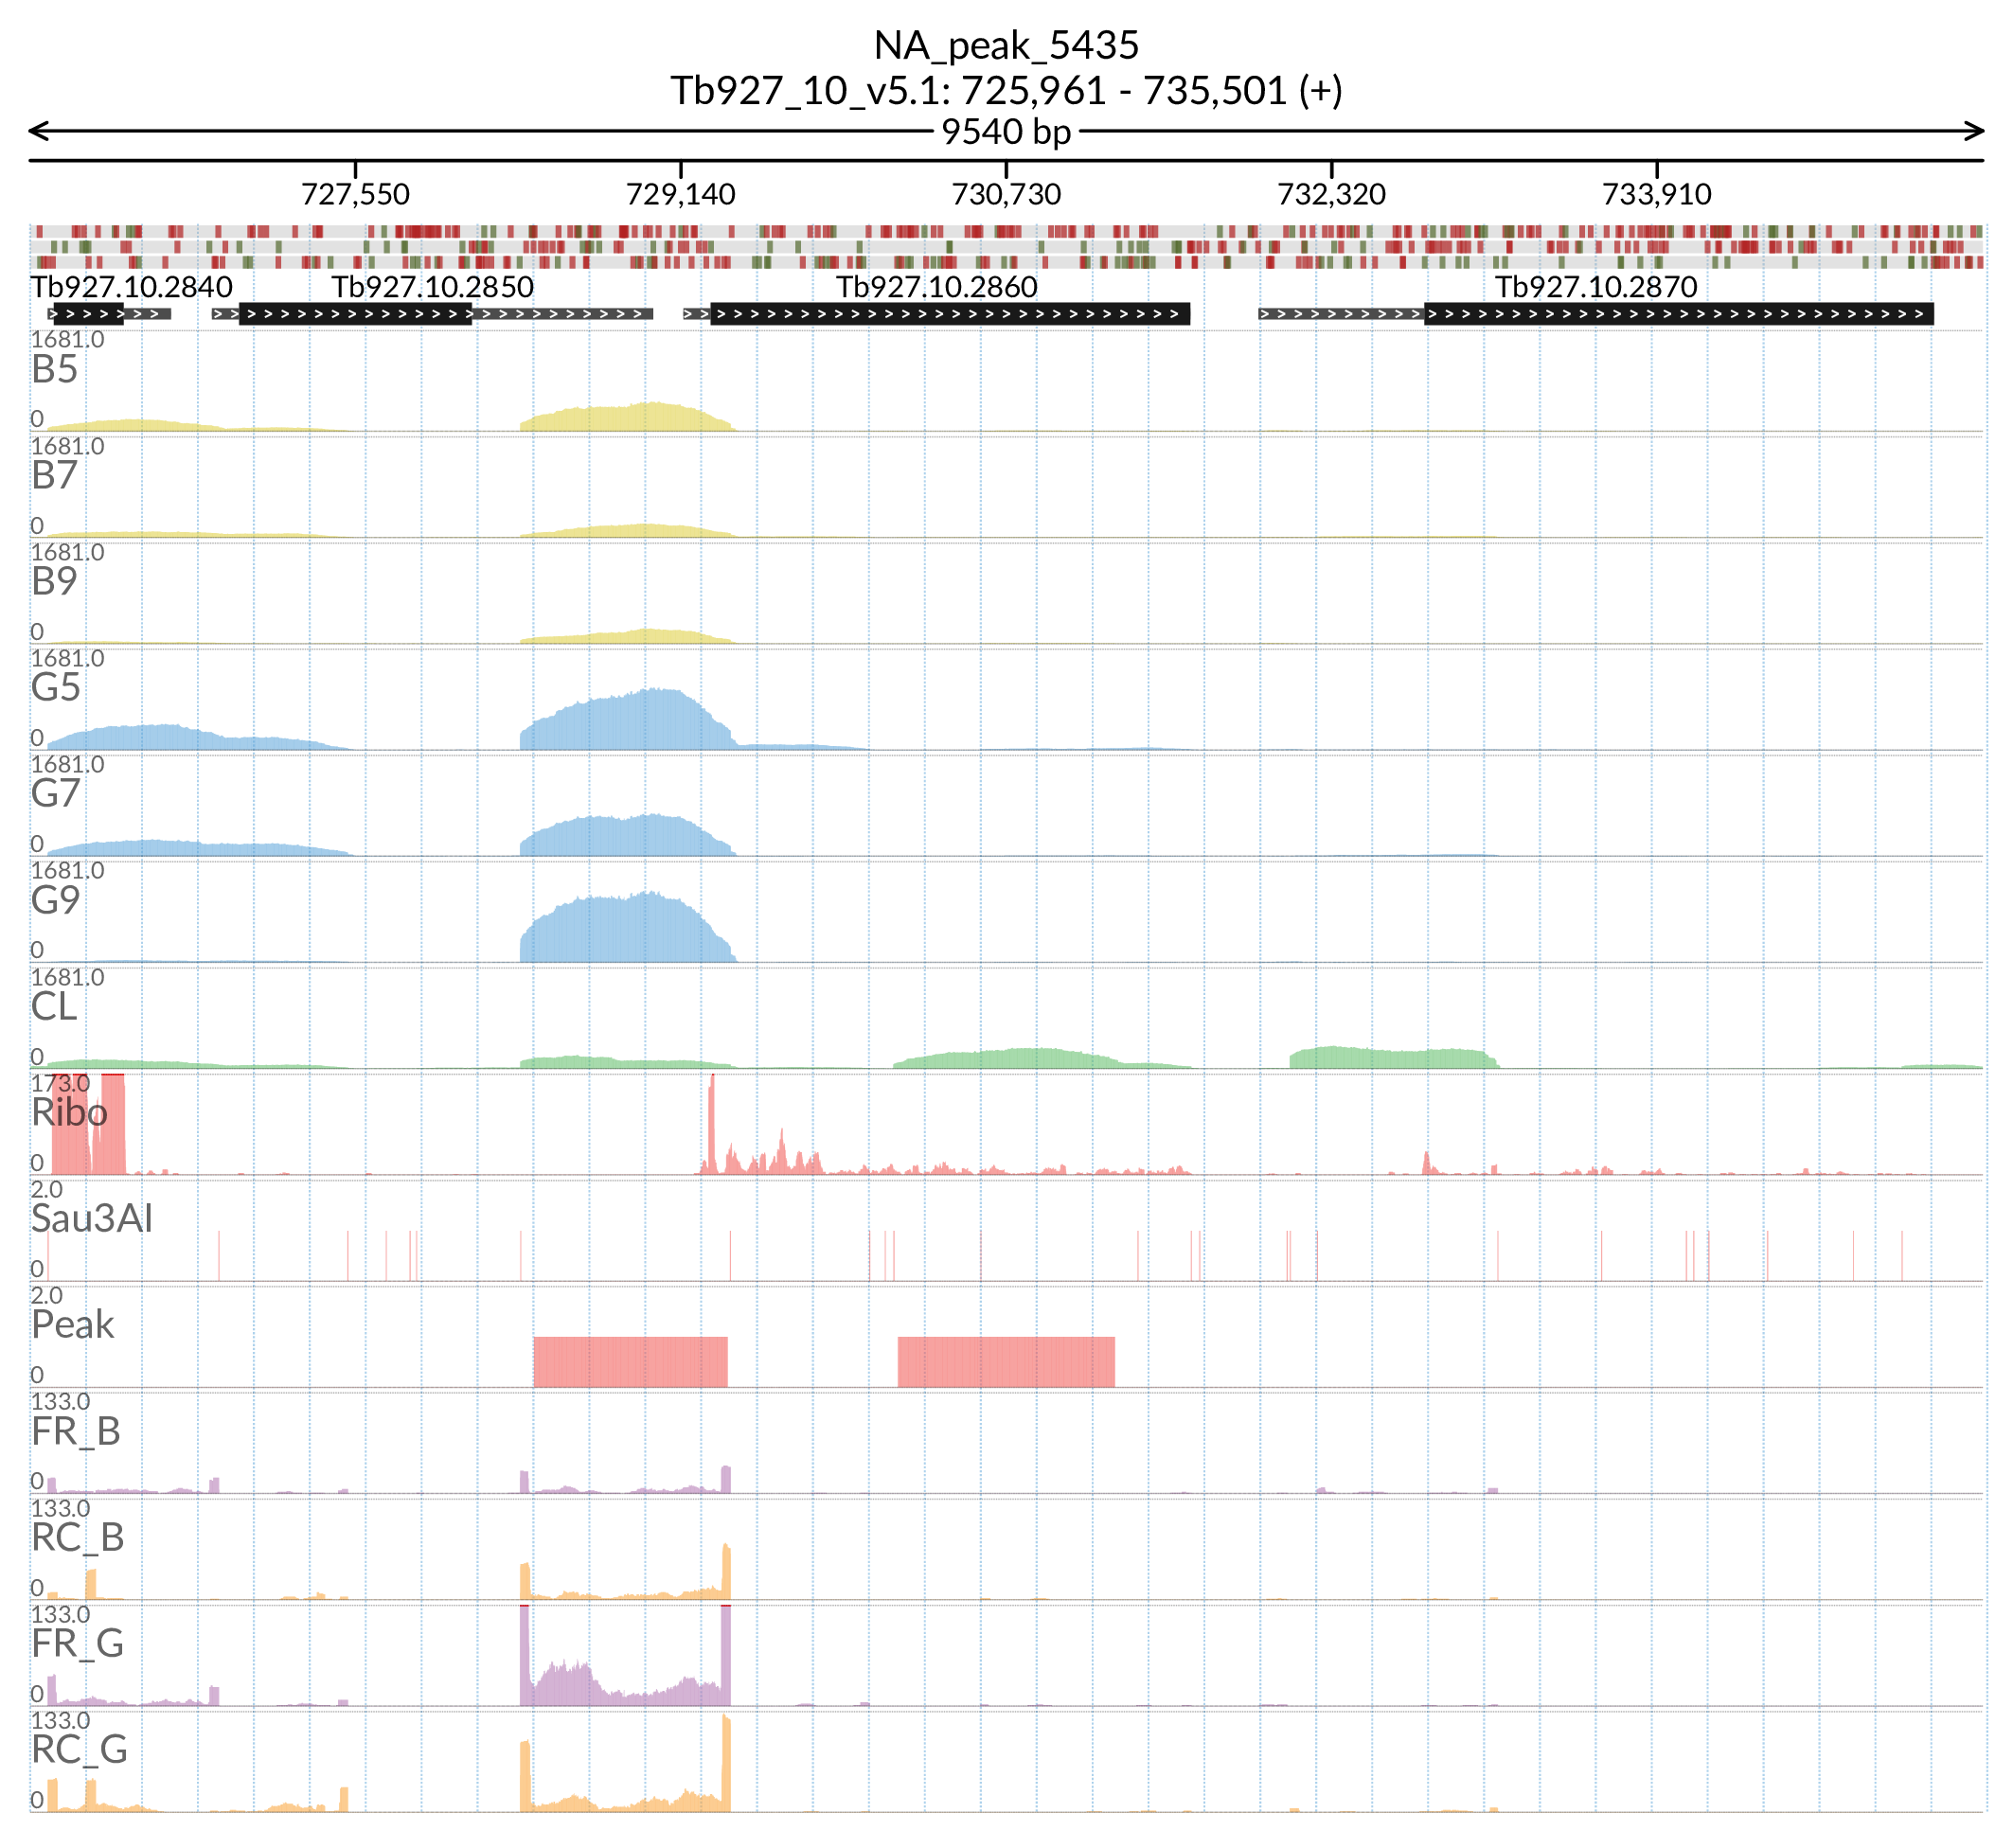 NA_peak_5435
Tb927_10_v5.1: 725,961 - 735,501 (+)
9540 bp
727,550 729,140 730,730 732,320 733,910
Tb927.10.2840 Tb927.10.2850 Tb927.10.2860 Tb927.10.2870
1681.0
B5
0
1681.0
B7
0
1681.0
B9
0
1681.0
G5
0
1681.0
G7
0
1681.0
G9
0
1681.0
CL
0
173.0
Ribo
0
2.0
Sau3AI
0
2.0
Peak
0
133.0
FR_B
0
133.0
RC_B
0
133.0
FR_G
0
133.0
RC_G
0